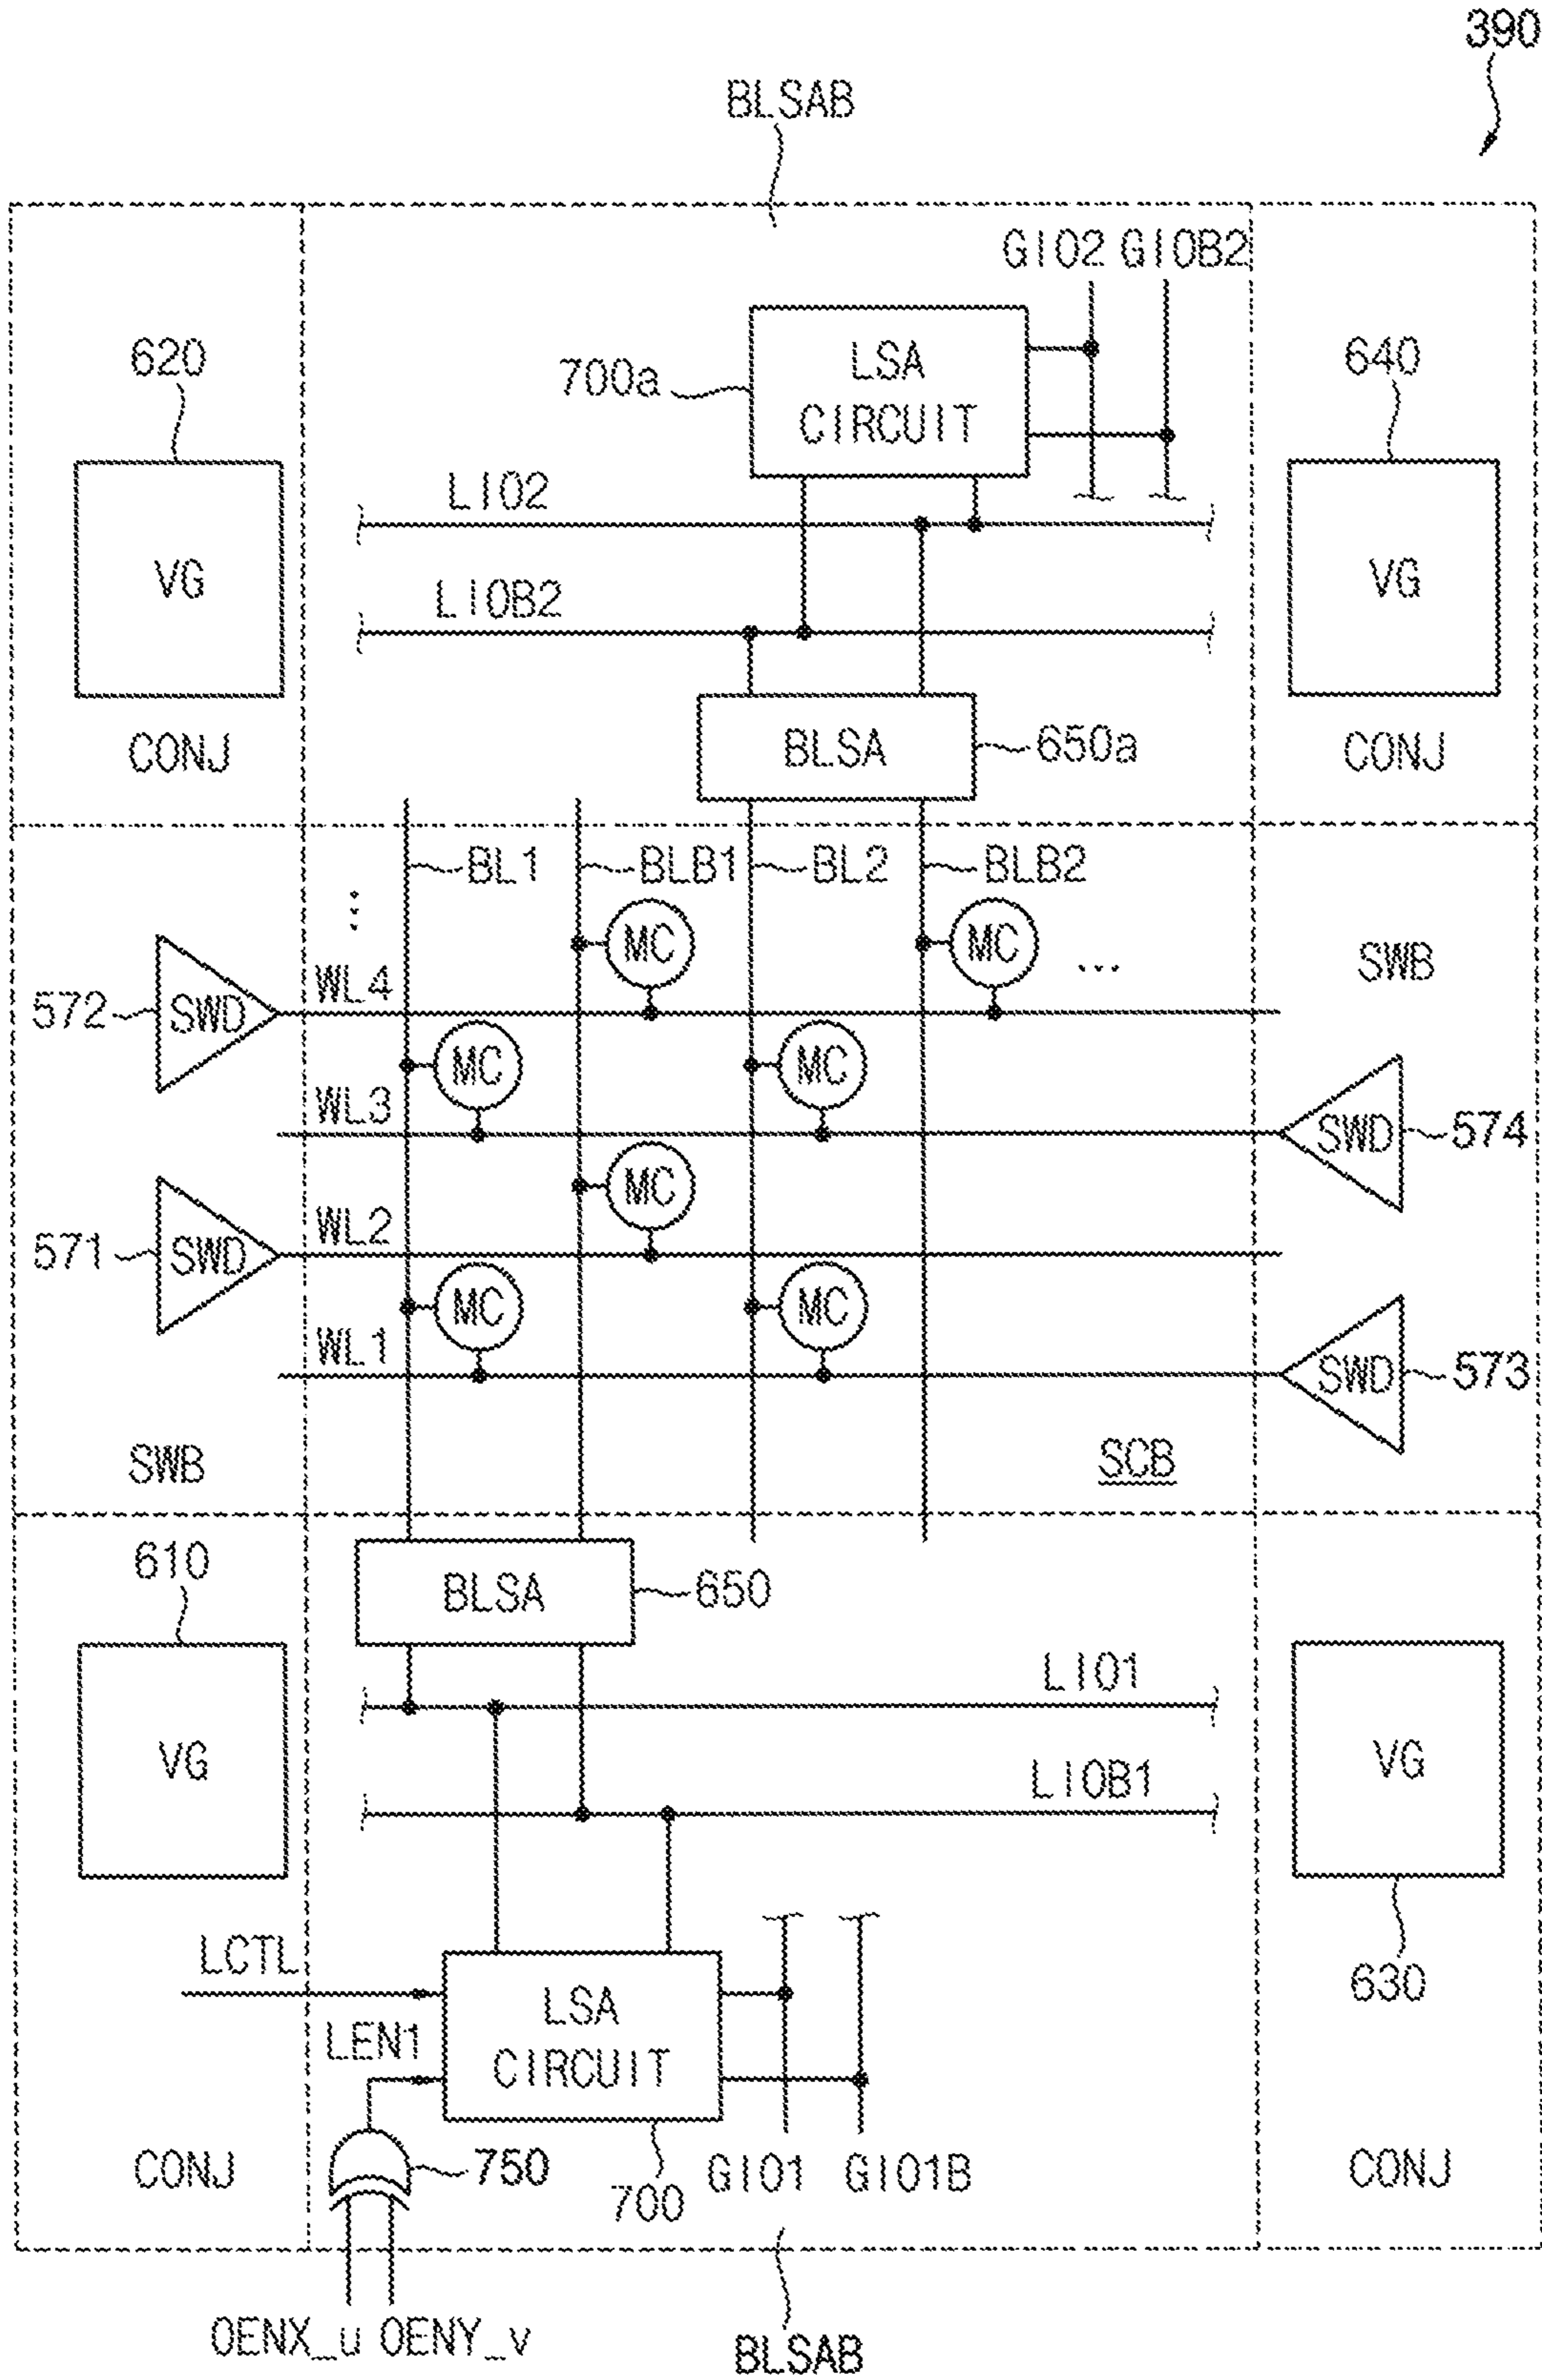 390
BLSAB
GIO2 GIOB2
620
700a
LSA
CIRCUIT
640
LIO2
VG
VG
LIOB2
CONJ
BLSA
650a
CONJ
BL1
BLB1
BL2
BLB2
MC
MC
...
SWB
572
SWD
WL4
MC
MC
WL3
SWD
574
MC
571
SWD
WL2
MC
MC
WL1
SWD
573
SWB
SCB
610
BLSA
650
LIO1
VG
VG
LIOB1
LCTL
LSA
CIRCUIT
630
LEN1
CONJ
750
700
GIO1
GIO1B
CONJ
OENX_u OENY_v
BLSAB